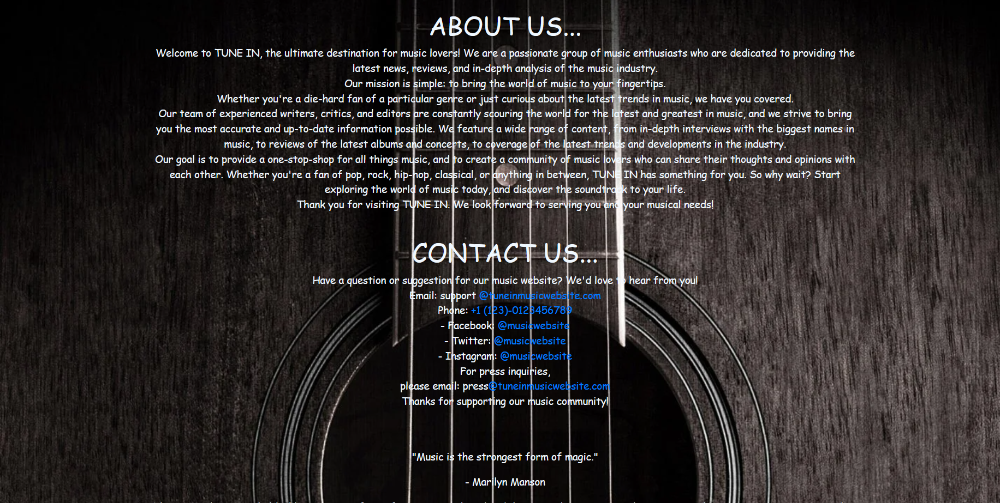 ABOUT US...
Welcome to TUNE IN, the ultimate destination for music lovers! We are a passionate group of music enthusiasts who are dedicated to providing the
latest news, reviews, and in-depth analysis of the music industry.
Our mission is simple: to bring the world of music to your fingertips.
Whether you're a die-hard fan of a particular genre or just curious about the latest trends in music, we have you covered.
Our team of experienced writers, critics, and editors are constantly scouring the world for the latest and greatest in music, and we strive to bring
you the most accurate and up-to-date information possible. We feature a wide range of content, from in-depth interviews with the biggest names in
music, to reviews of the latest albums and concerts, to coverage of the latest trends and developments in the industry.
Our goal is to provide a one-stop-shop for all things music, and to create a community of music lovers who can share their thoughts and opinions with
each other. Whether you're a fan of pop, rock, hip-hop, classical, or anything in between, TUNE IN has something for you. So why wait? Start
exploring the world of music today, and discover the soundtrack to your life.
Thank you for visiting TUNE IN. We look forward to serving you and your musical needs!
CONTACT US...
Have a question or suggestion for our music website? We'd love to hear from you!
Email: support @tuneinmusicwebsite.com
Phone: +1 (123)-0123456789
- Facebook: @musicwebsite
- Twitter: @musicwebsite
- Instagram: @musicwebsite
For press inquiries,
please email: press@tuneinmusicwebsite.com
Thanks for supporting our music community!
"Music is the strongest form of magic."
- Marilyn Manson